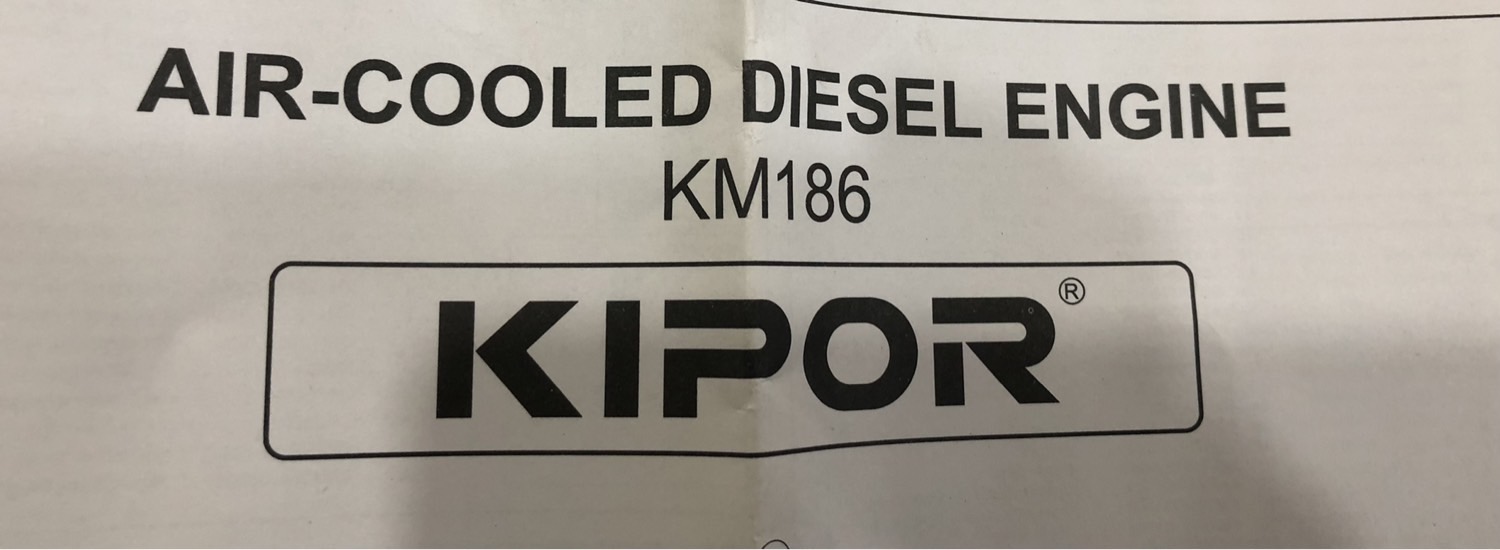 AIR-COOLED DIESEL ENGINE
KM186
KIPOR®